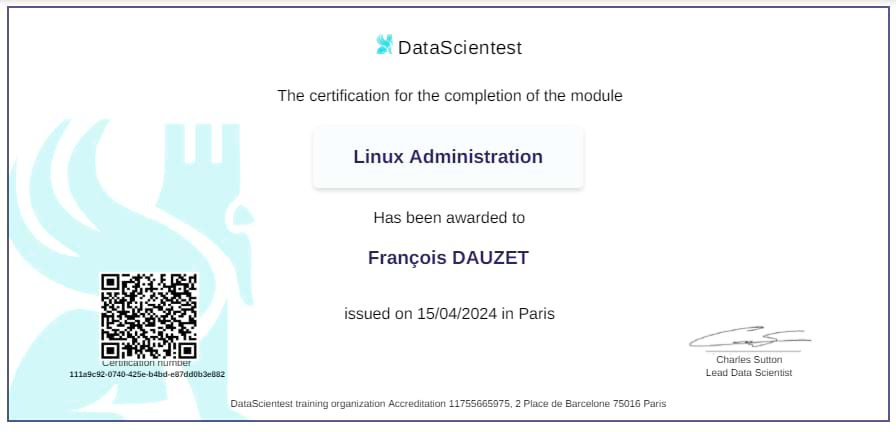 DataScientest
The certification for the completion of the module
Linux Administration
Has been awarded to
François DAUZET
issued on 15/04/2024 in Paris
Certification number
111a9c92-0740-425e-b4bd-e87dd0b3e882
Charles Sutton
Lead Data Scientist
DataScientest training organization Accreditation 11755665975, 2 Place de Barcelone 75016 Paris